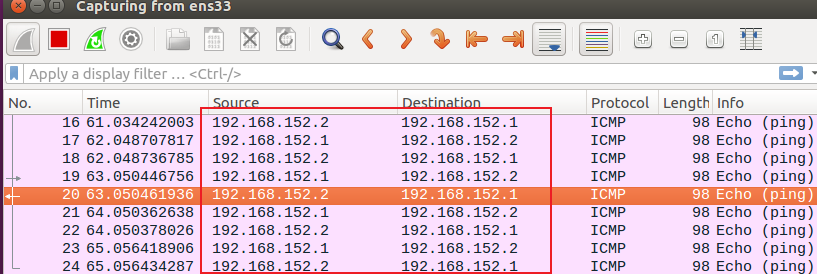 Capturing from ens33
Apply a display filter … <Ctrl-/>
No. Time Source Destination Protocol Length Info
16 61.034242003 192.168.152.2 192.168.152.1 ICMP 98 Echo (ping)
17 62.048707817 192.168.152.1 192.168.152.2 ICMP 98 Echo (ping)
18 62.048736785 192.168.152.2 192.168.152.1 ICMP 98 Echo (ping)
19 63.050446756 192.168.152.1 192.168.152.2 ICMP 98 Echo (ping)
20 63.050461936 192.168.152.2 192.168.152.1 ICMP 98 Echo (ping)
21 64.050362638 192.168.152.1 192.168.152.2 ICMP 98 Echo (ping)
22 64.050378026 192.168.152.2 192.168.152.1 ICMP 98 Echo (ping)
23 65.056418906 192.168.152.1 192.168.152.2 ICMP 98 Echo (ping)
24 65.056434287 192.168.152.2 192.168.152.1 ICMP 98 Echo (ping)